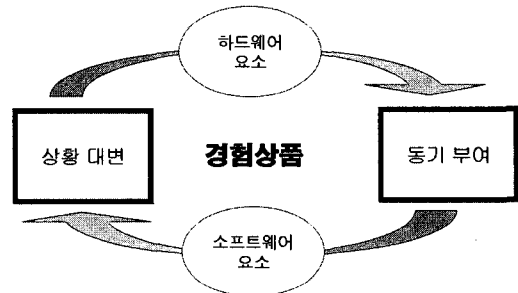 하드웨어
요소
상황 대변
경험상품
동기 부여
소프트웨어
요소